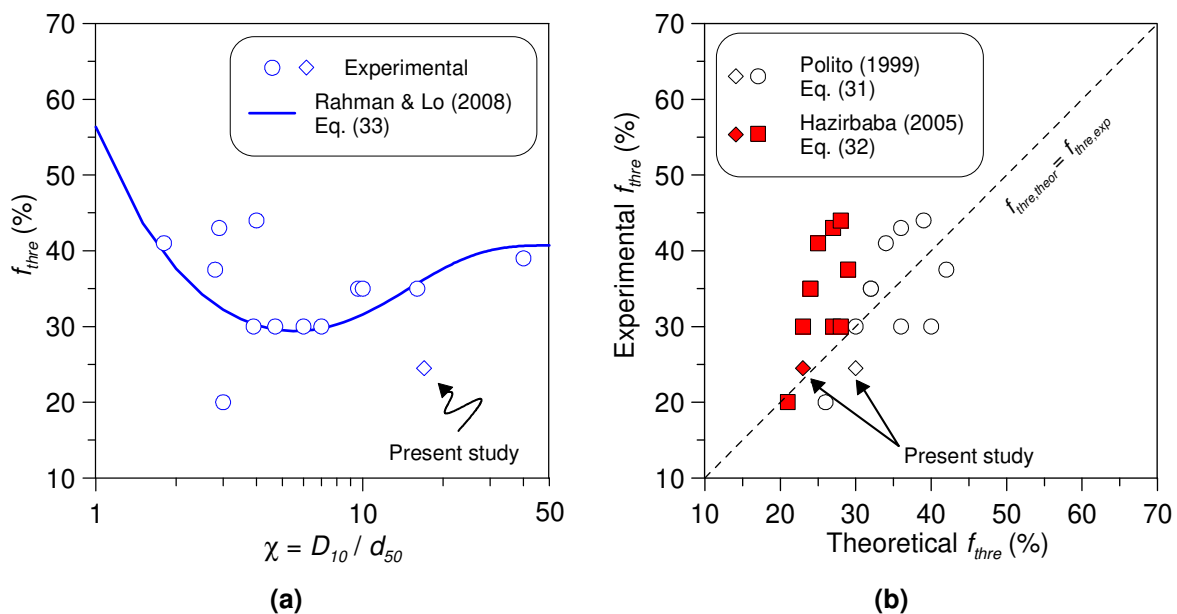 70
60
50
40
30
20
10
f_thre (%)
Experimental
Rahman & Lo (2008)
Eq. (33)
Present study
1
10
50
χ = D_10 / d_50
(a)
70
60
50
40
30
20
10
Experimental f_thre (%)
Polito (1999)
Eq. (31)
Hazirbaba (2005)
Eq. (32)
f_thre,theor = f_thre,exp
Present study
10 20 30 40 50 60 70
Theoretical f_thre (%)
(b)